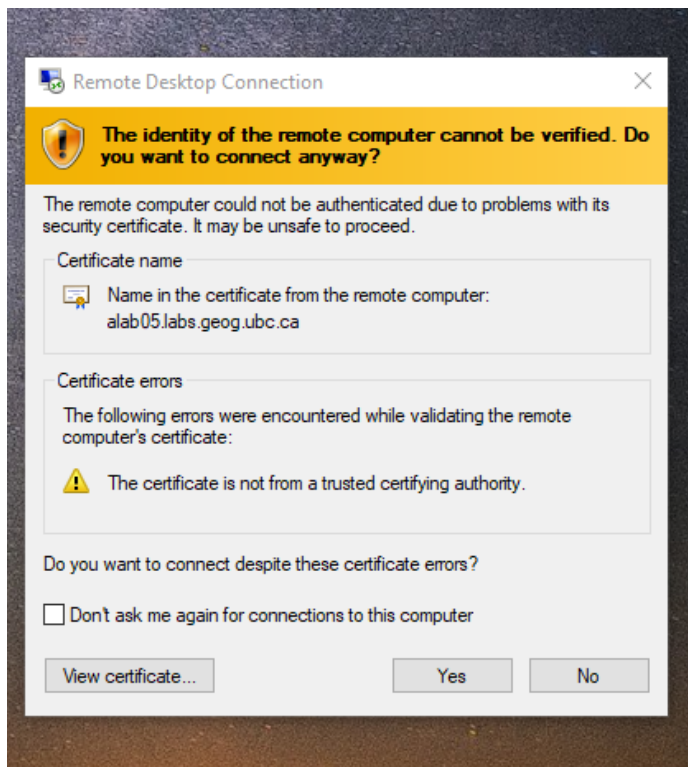 Remote Desktop Connection
The identity of the remote computer cannot be verified. Do
you want to connect anyway?
The remote computer could not be authenticated due to problems with its
security certificate. It may be unsafe to proceed.
Certificate name
Name in the certificate from the remote computer:
alab05.labs.geog.ubc.ca
Certificate errors
The following errors were encountered while validating the remote
computer's certificate:
The certificate is not from a trusted certifying authority.
Do you want to connect despite these certificate errors?
Don't ask me again for connections to this computer
View certificate...
Yes
No